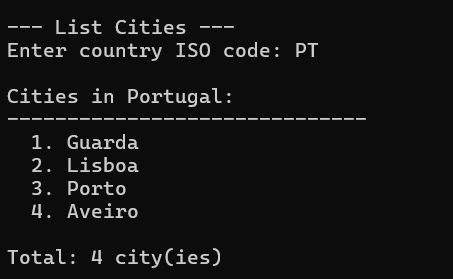 --- List Cities ---
Enter country ISO code: PT
Cities in Portugal:
------------------------------
1. Guarda
2. Lisboa
3. Porto
4. Aveiro
Total: 4 city(ies)